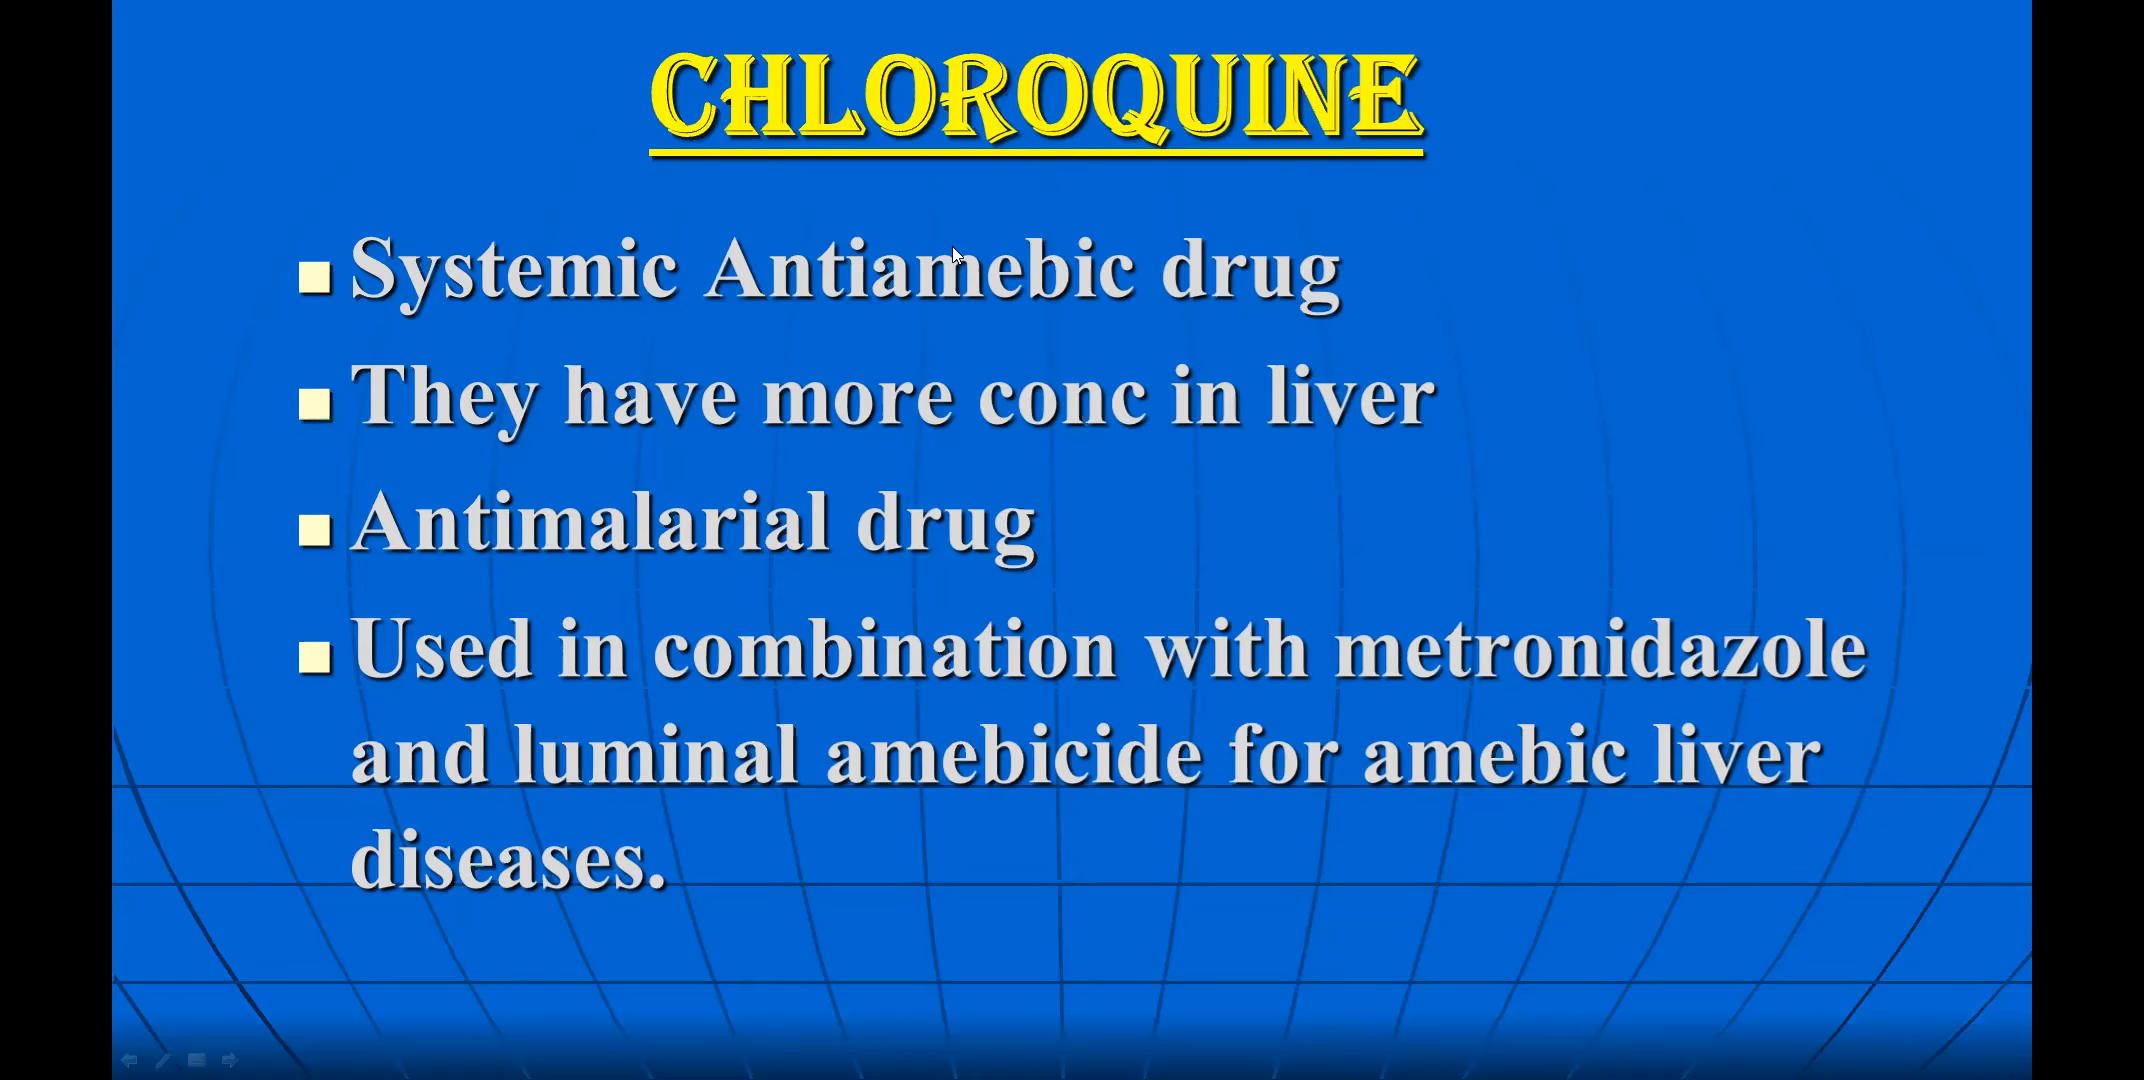 CHLOROQUINE
Systemic Antiamebic drug
They have more conc in liver
Antimalarial drug
Used in combination with metronidazole
and luminal amebicide for amebic liver
diseases.